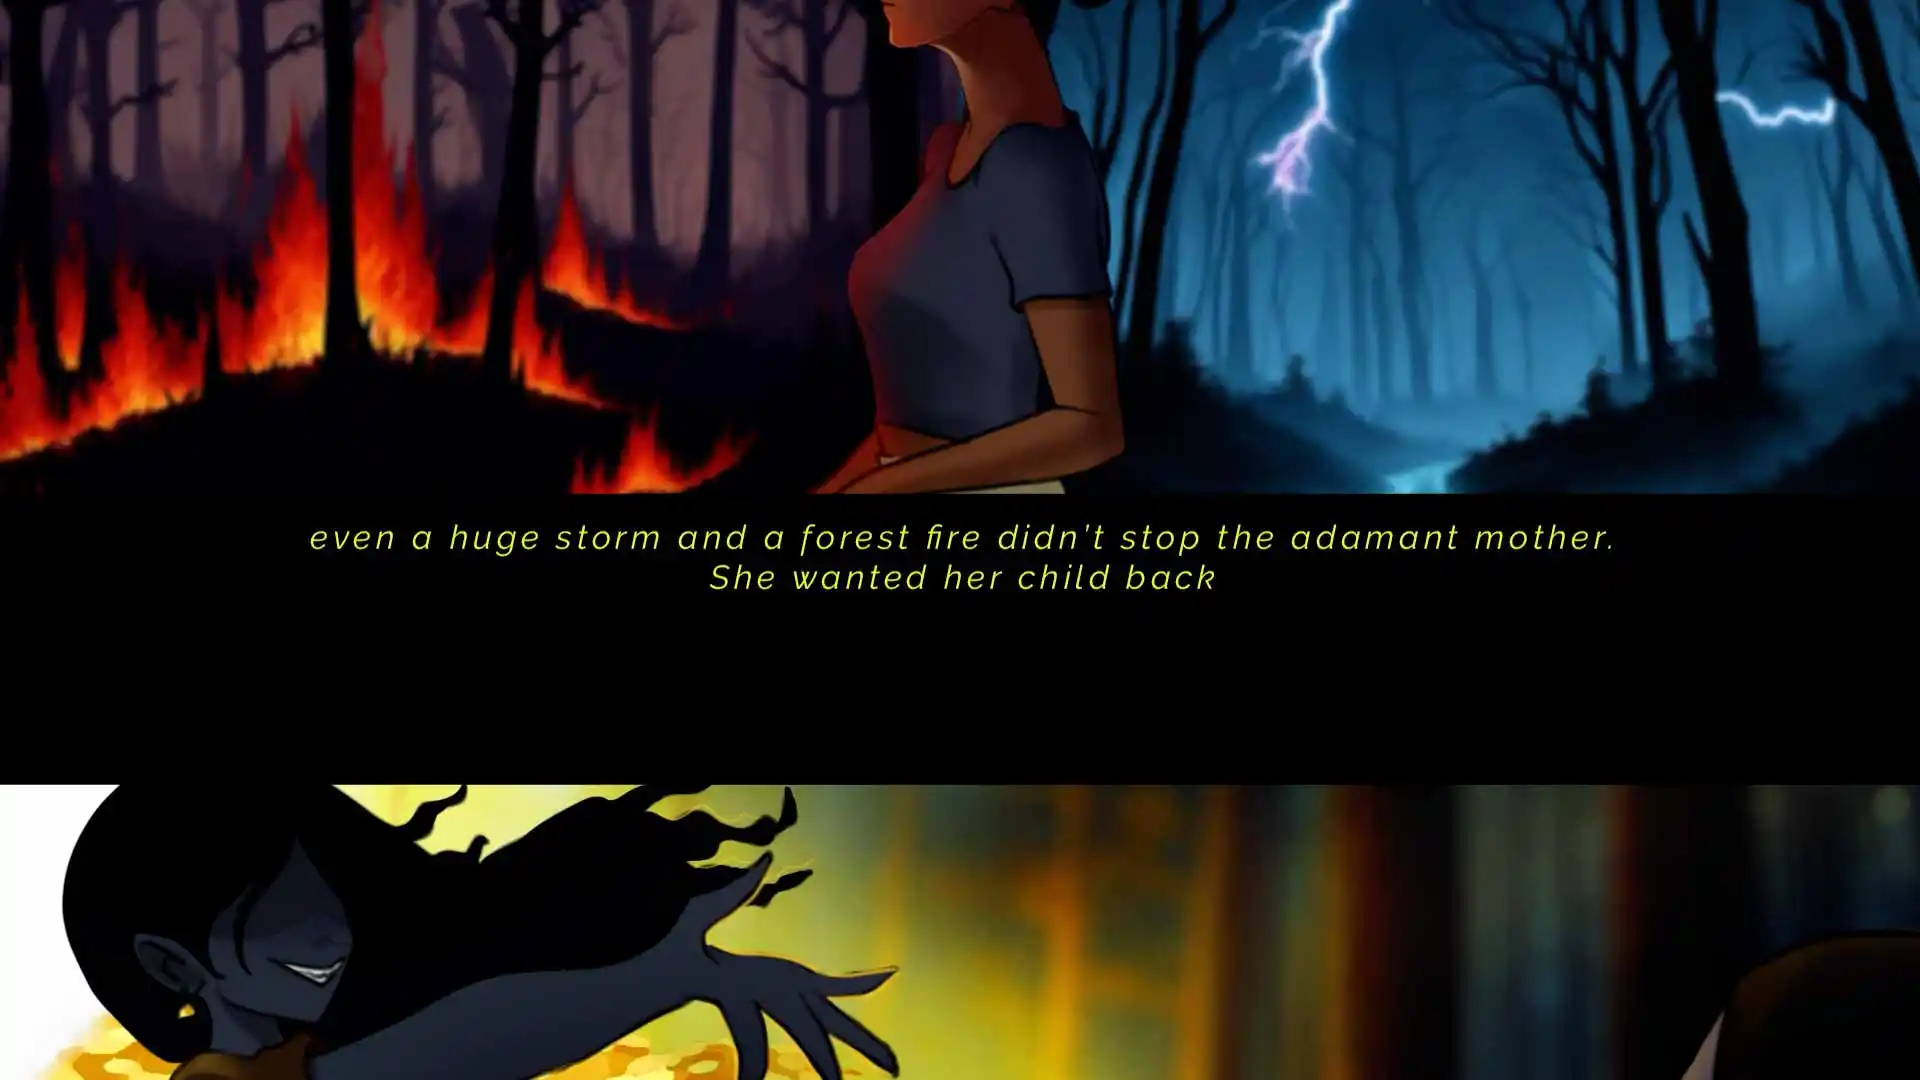 even a huge storm and a forest fire didn't stop the adamant mother.
She wanted her child back